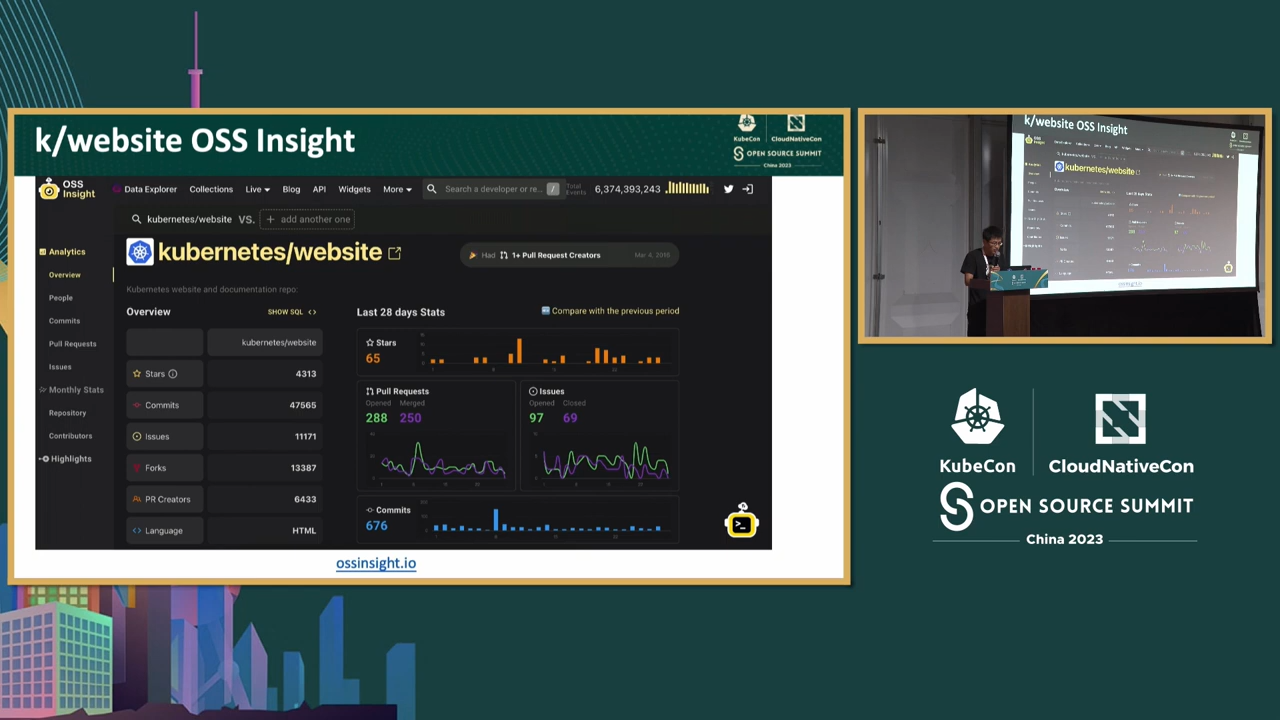 k/website OSS Insight
KubeCon
CloudNativeCon
OPEN SOURCE SUMMIT
China 2023
OSS Insight
Data Explorer
Collections
Live
Blog
API
Widgets
More
Search a developer or re..
/
Total Events
6,374,393,243
kubernetes/website VS. + add another one
Analytics
Overview
People
Commits
Pull Requests
Issues
Monthly Stats
Repository
Contributors
Highlights
kubernetes/website
Had 1+ Pull Request Creators
Mar 4, 2016
Kubernetes website and documentation repo:
Overview
SHOW SQL <>
kubernetes/website
Stars 4313
Commits 47565
Issues 11171
Forks 13387
PR Creators 6433
Language HTML
Last 28 days Stats
Compare with the previous period
Stars
65
Pull Requests
Opened Merged
288 250
Issues
Opened Closed
97 69
Commits
676
ossinsight.io
k/website OSS Insight
kubernetes/website
KubeCon
CloudNativeCon
OPEN SOURCE SUMMIT
China 2023